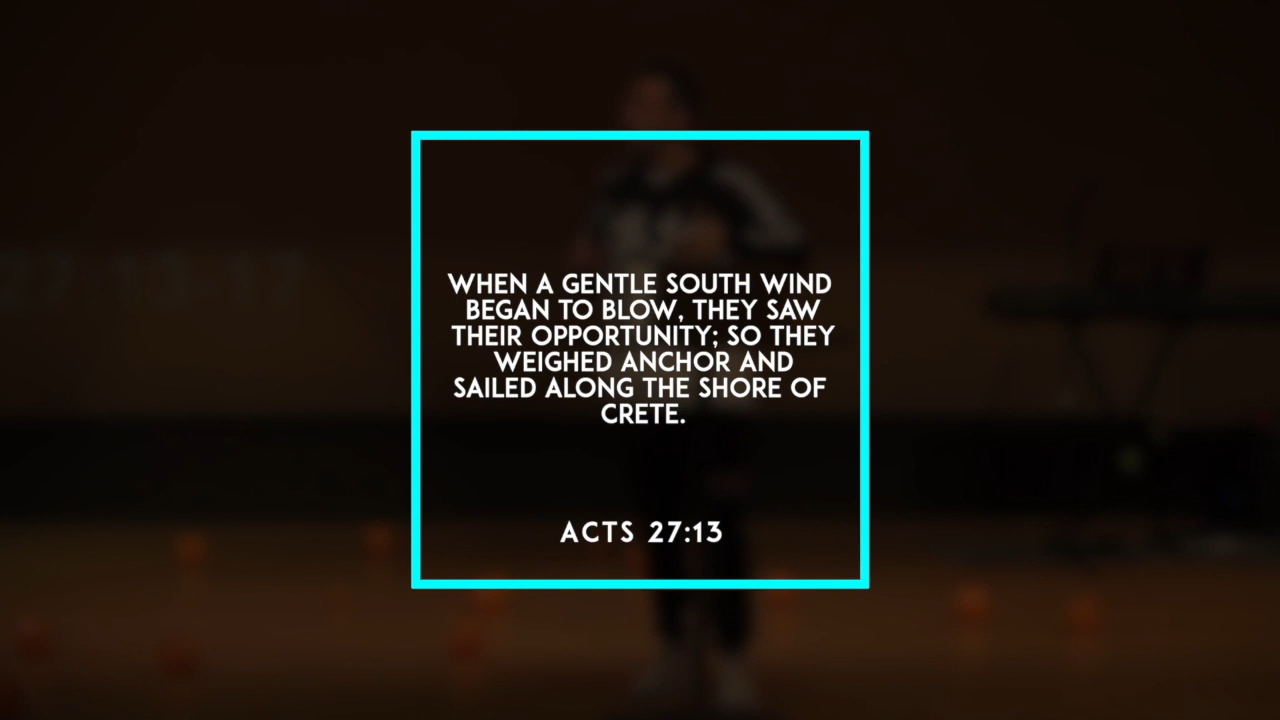 WHEN A GENTLE SOUTH WIND
BEGAN TO BLOW, THEY SAW
THEIR OPPORTUNITY; SO THEY
WEIGHED ANCHOR AND
SAILED ALONG THE SHORE OF
CRETE.
ACTS 27:13